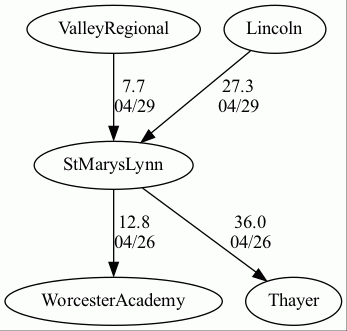 ValleyRegional
Lincoln
7.7
04/29
27.3
04/29
StMarysLynn
12.8
04/26
36.0
04/26
WorcesterAcademy
Thayer